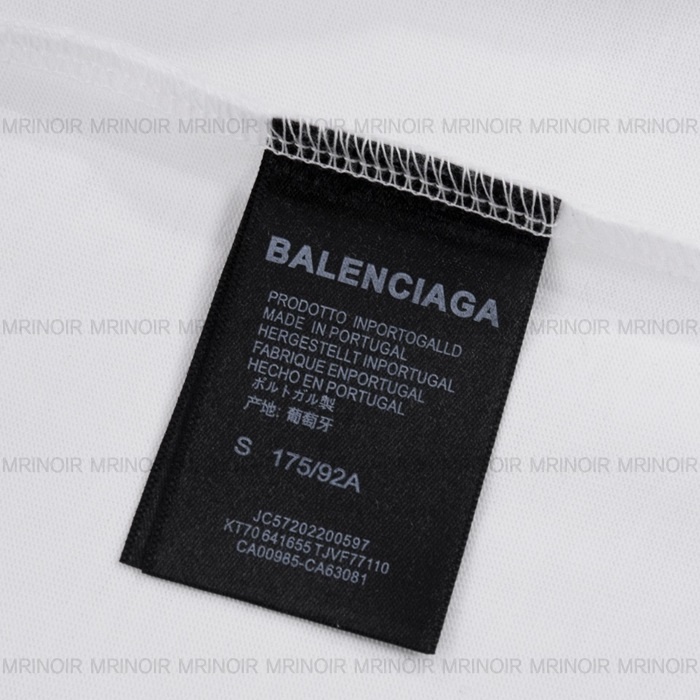 MRINOIR MRINOIR MRINOIR MRINOIR MRINOIR MRINOIR MRINOIR MRINOIR
BALENCIAGA
PRODOTTO INPORTOGALLD
MADE IN PORTUGAL
HERGESTELLT INPORTUGAL
FABRIQUE ENPORTUGAL
HECHO EN PORTUGAL
ポルトガル製
产地: 葡萄牙
S 175/92A
JC57202200597
KT70 641655 TJVF77110
CA00985-CA63081
MRINOIR MRINOIR MRINOIR MRINOIR MRINOIR MRINOIR MRINOIR MRINOIR